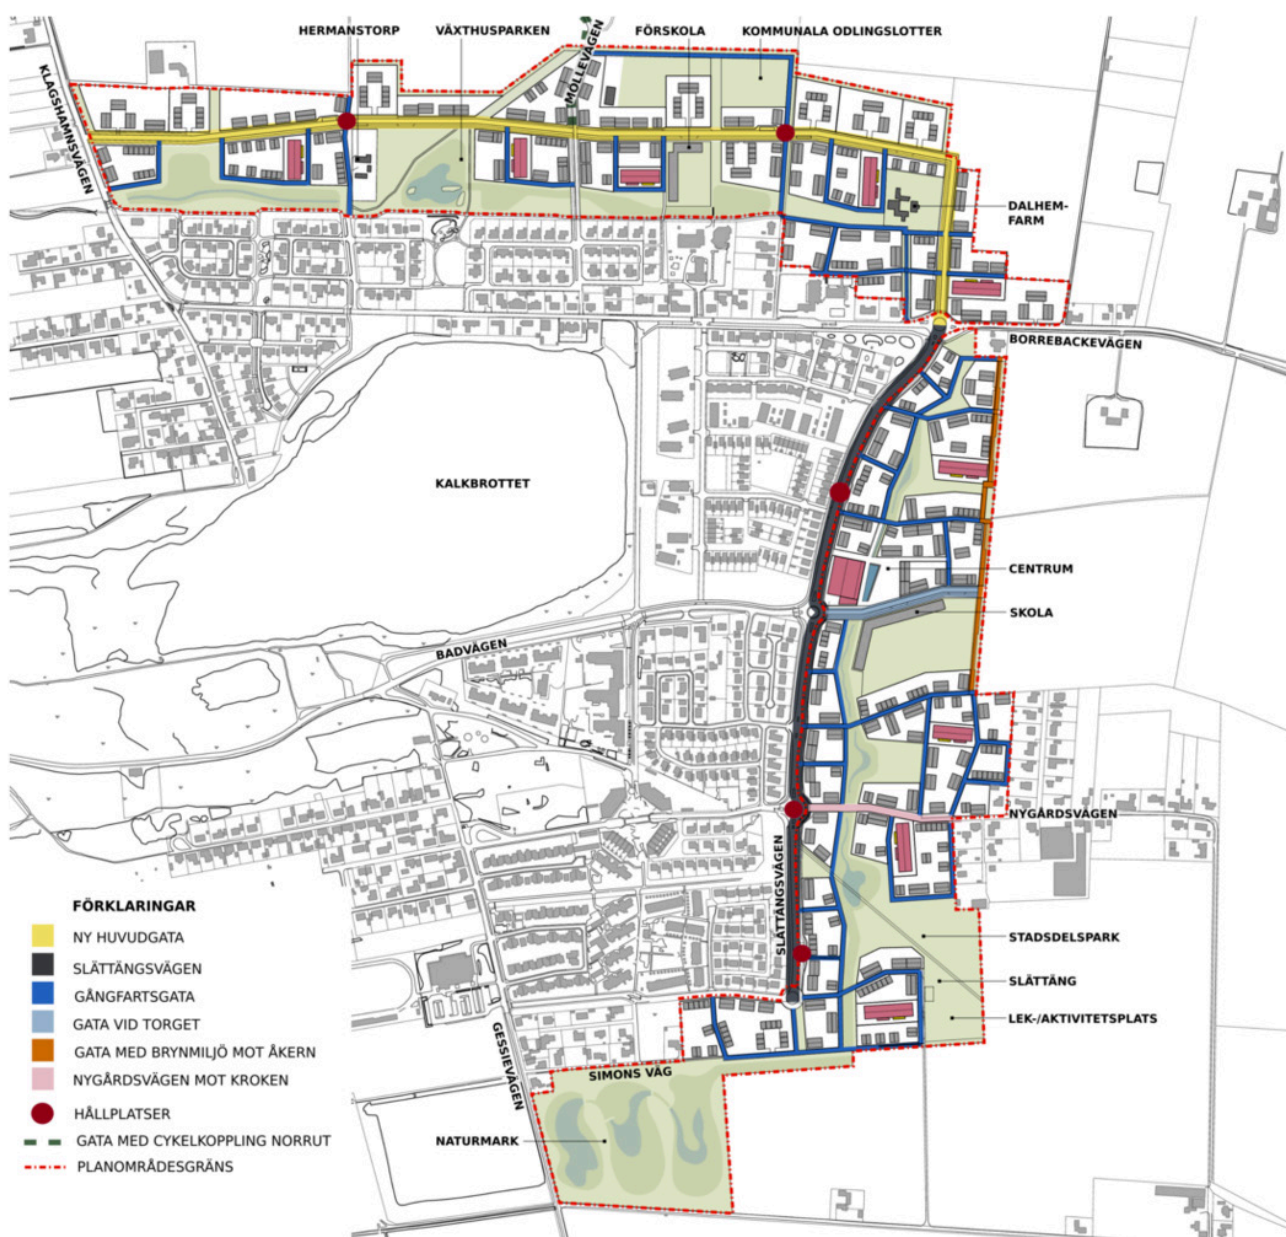 HERMANSTORP
VÄXTHUSPARKEN
MÖLLEVÄGEN
FÖRSKOLA
KOMMUNALA ODLINGSLOTTER
KLAGSHAMNSVÄGEN
DALHEM-
FARM
BORREBACKEVÄGEN
KALKBROTTET
CENTRUM
SKOLA
BADVÄGEN
NYGÅRDSVÄGEN
SLÄTTÄNGSVÄGEN
STADSDELSPARK
SLÄTTÄNG
LEK-/AKTIVITETSPLATS
GESSIEVÄGEN
SIMONS VÄG
NATURMARK
FÖRKLARINGAR
NY HUVUDGATA
SLÄTTÄNGSVÄGEN
GÅNGFARTSGATA
GATA VID TORGET
GATA MED BRYNMILJÖ MOT ÅKERN
NYGÅRDSVÄGEN MOT KROKEN
HÅLLPLATSER
GATA MED CYKELKOPPLING NORRUT
PLANOMRÅDESGRÄNS